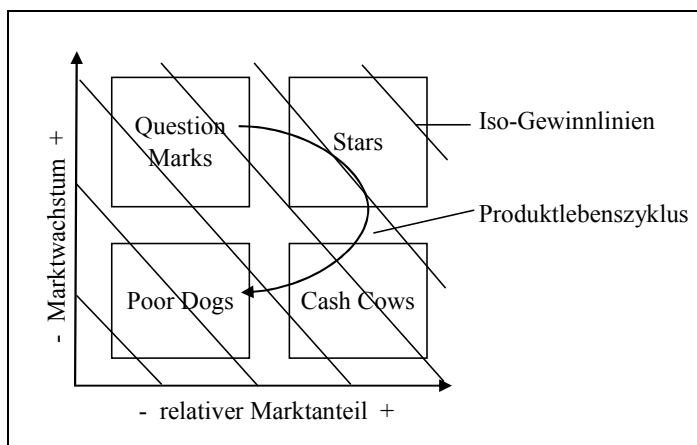 Question
Marks
Stars
Iso-Gewinnlinien
Produktlebenszyklus
Poor Dogs
Cash Cows
- Marktwachstum +
- relativer Marktanteil +